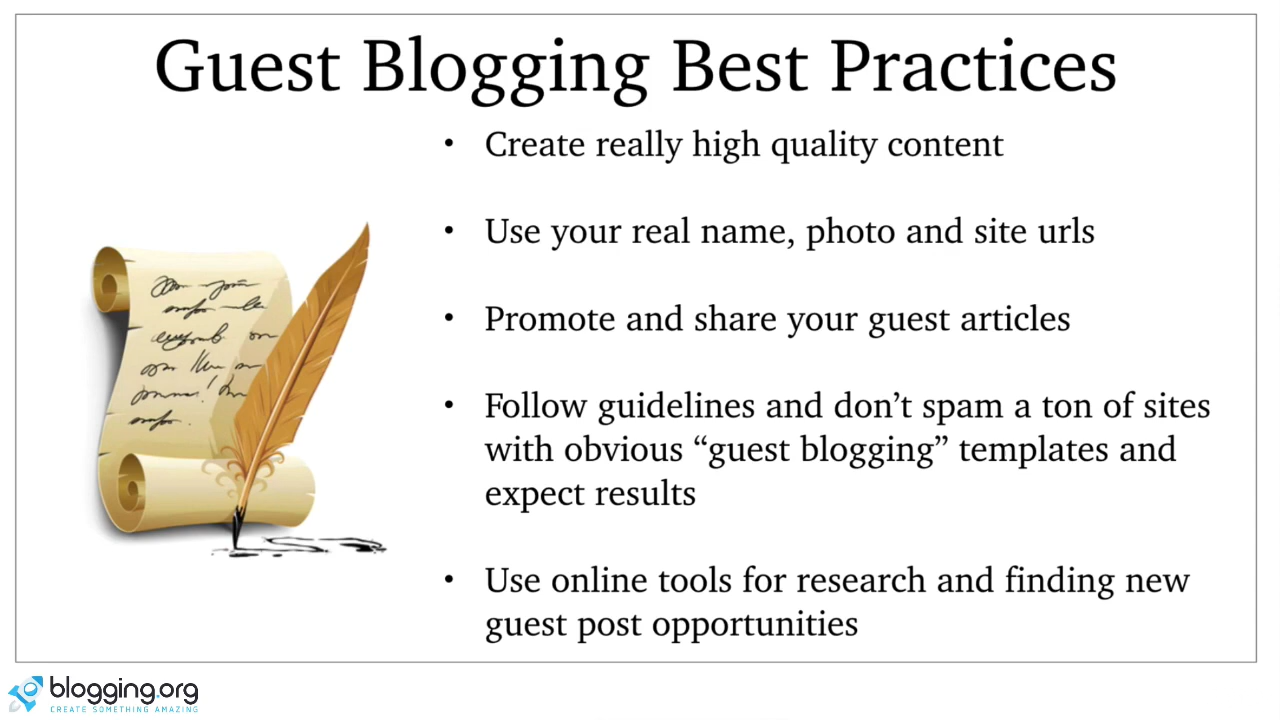 Guest Blogging Best Practices
• Create really high quality content
• Use your real name, photo and site urls
• Promote and share your guest articles
• Follow guidelines and don’t spam a ton of sites
with obvious “guest blogging” templates and
expect results
• Use online tools for research and finding new
guest post opportunities
blogging.org
CREATE SOMETHING AMAZING